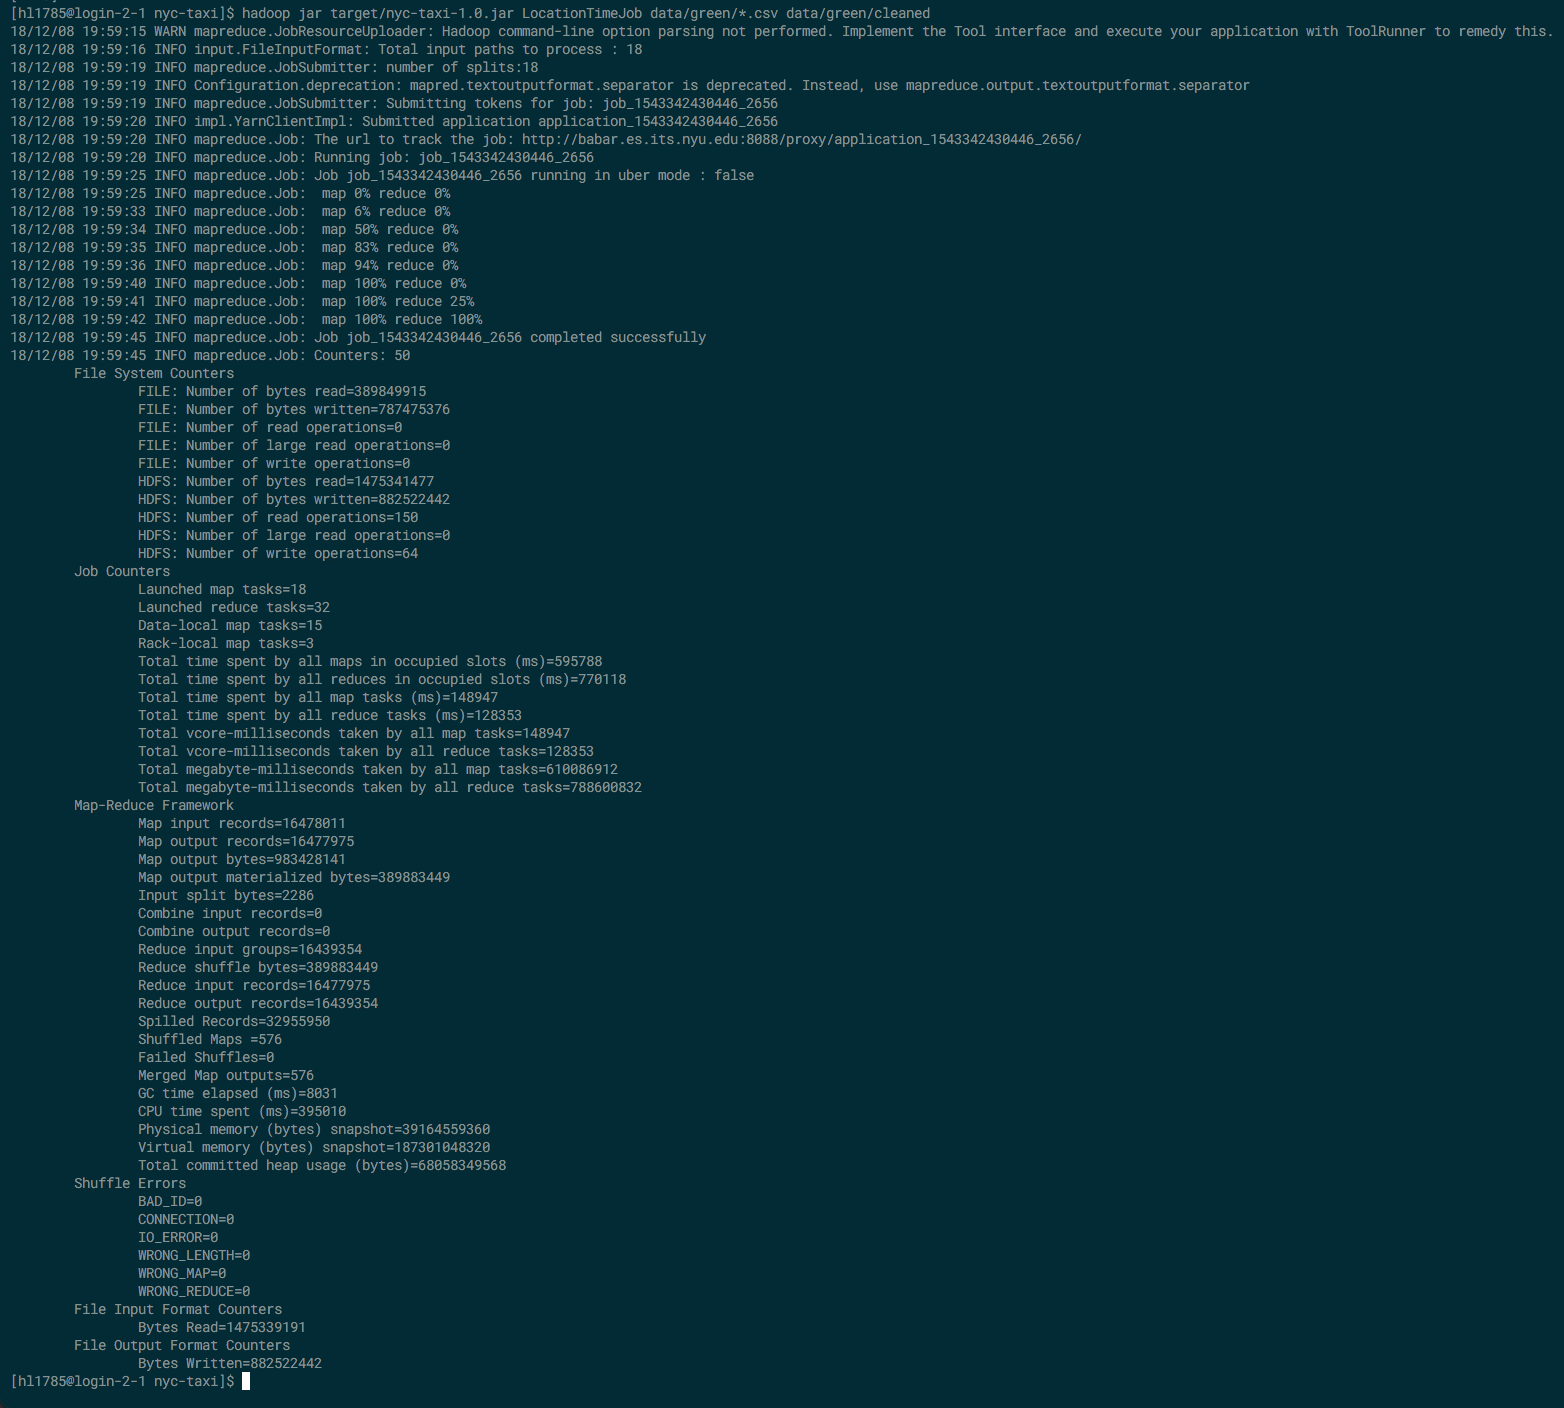 [hl1785@login-2-1 nyc-taxi]$ hadoop jar target/nyc-taxi-1.0.jar LocationTimeJob data/green/*.csv data/green/cleaned
18/12/08 19:59:15 WARN mapreduce.JobResourceUploader: Hadoop command-line option parsing not performed. Implement the Tool interface and execute your application with ToolRunner to remedy this.
18/12/08 19:59:16 INFO input.FileInputFormat: Total input paths to process : 18
18/12/08 19:59:19 INFO mapreduce.JobSubmitter: number of splits:18
18/12/08 19:59:19 INFO Configuration.deprecation: mapred.textoutputformat.separator is deprecated. Instead, use mapreduce.output.textoutputformat.separator
18/12/08 19:59:19 INFO mapreduce.JobSubmitter: Submitting tokens for job: job_1543342430446_2656
18/12/08 19:59:20 INFO impl.YarnClientImpl: Submitted application application_1543342430446_2656
18/12/08 19:59:20 INFO mapreduce.Job: The url to track the job: http://babar.es.its.nyu.edu:8088/proxy/application_1543342430446_2656/
18/12/08 19:59:20 INFO mapreduce.Job: Running job: job_1543342430446_2656
18/12/08 19:59:25 INFO mapreduce.Job: Job job_1543342430446_2656 running in uber mode : false
18/12/08 19:59:25 INFO mapreduce.Job:  map 0% reduce 0%
18/12/08 19:59:33 INFO mapreduce.Job:  map 6% reduce 0%
18/12/08 19:59:34 INFO mapreduce.Job:  map 50% reduce 0%
18/12/08 19:59:35 INFO mapreduce.Job:  map 83% reduce 0%
18/12/08 19:59:36 INFO mapreduce.Job:  map 94% reduce 0%
18/12/08 19:59:40 INFO mapreduce.Job:  map 100% reduce 0%
18/12/08 19:59:41 INFO mapreduce.Job:  map 100% reduce 25%
18/12/08 19:59:42 INFO mapreduce.Job:  map 100% reduce 100%
18/12/08 19:59:45 INFO mapreduce.Job: Job job_1543342430446_2656 completed successfully
18/12/08 19:59:45 INFO mapreduce.Job: Counters: 50
File System Counters
FILE: Number of bytes read=389849915
FILE: Number of bytes written=787475376
FILE: Number of read operations=0
FILE: Number of large read operations=0
FILE: Number of write operations=0
HDFS: Number of bytes read=1475341477
HDFS: Number of bytes written=882522442
HDFS: Number of read operations=150
HDFS: Number of large read operations=0
HDFS: Number of write operations=64
Job Counters
Launched map tasks=18
Launched reduce tasks=32
Data-local map tasks=15
Rack-local map tasks=3
Total time spent by all maps in occupied slots (ms)=595788
Total time spent by all reduces in occupied slots (ms)=770118
Total time spent by all map tasks (ms)=148947
Total time spent by all reduce tasks (ms)=128353
Total vcore-milliseconds taken by all map tasks=148947
Total vcore-milliseconds taken by all reduce tasks=128353
Total megabyte-milliseconds taken by all map tasks=610086912
Total megabyte-milliseconds taken by all reduce tasks=788600832
Map-Reduce Framework
Map input records=16478011
Map output records=16477975
Map output bytes=983428141
Map output materialized bytes=389883449
Input split bytes=2286
Combine input records=0
Combine output records=0
Reduce input groups=16439354
Reduce shuffle bytes=389883449
Reduce input records=16477975
Reduce output records=16439354
Spilled Records=32955950
Shuffled Maps =576
Failed Shuffles=0
Merged Map outputs=576
GC time elapsed (ms)=8031
CPU time spent (ms)=395010
Physical memory (bytes) snapshot=39164559360
Virtual memory (bytes) snapshot=187301048320
Total committed heap usage (bytes)=68058349568
Shuffle Errors
BAD_ID=0
CONNECTION=0
IO_ERROR=0
WRONG_LENGTH=0
WRONG_MAP=0
WRONG_REDUCE=0
File Input Format Counters
Bytes Read=1475339191
File Output Format Counters
Bytes Written=882522442
[hl1785@login-2-1 nyc-taxi]$